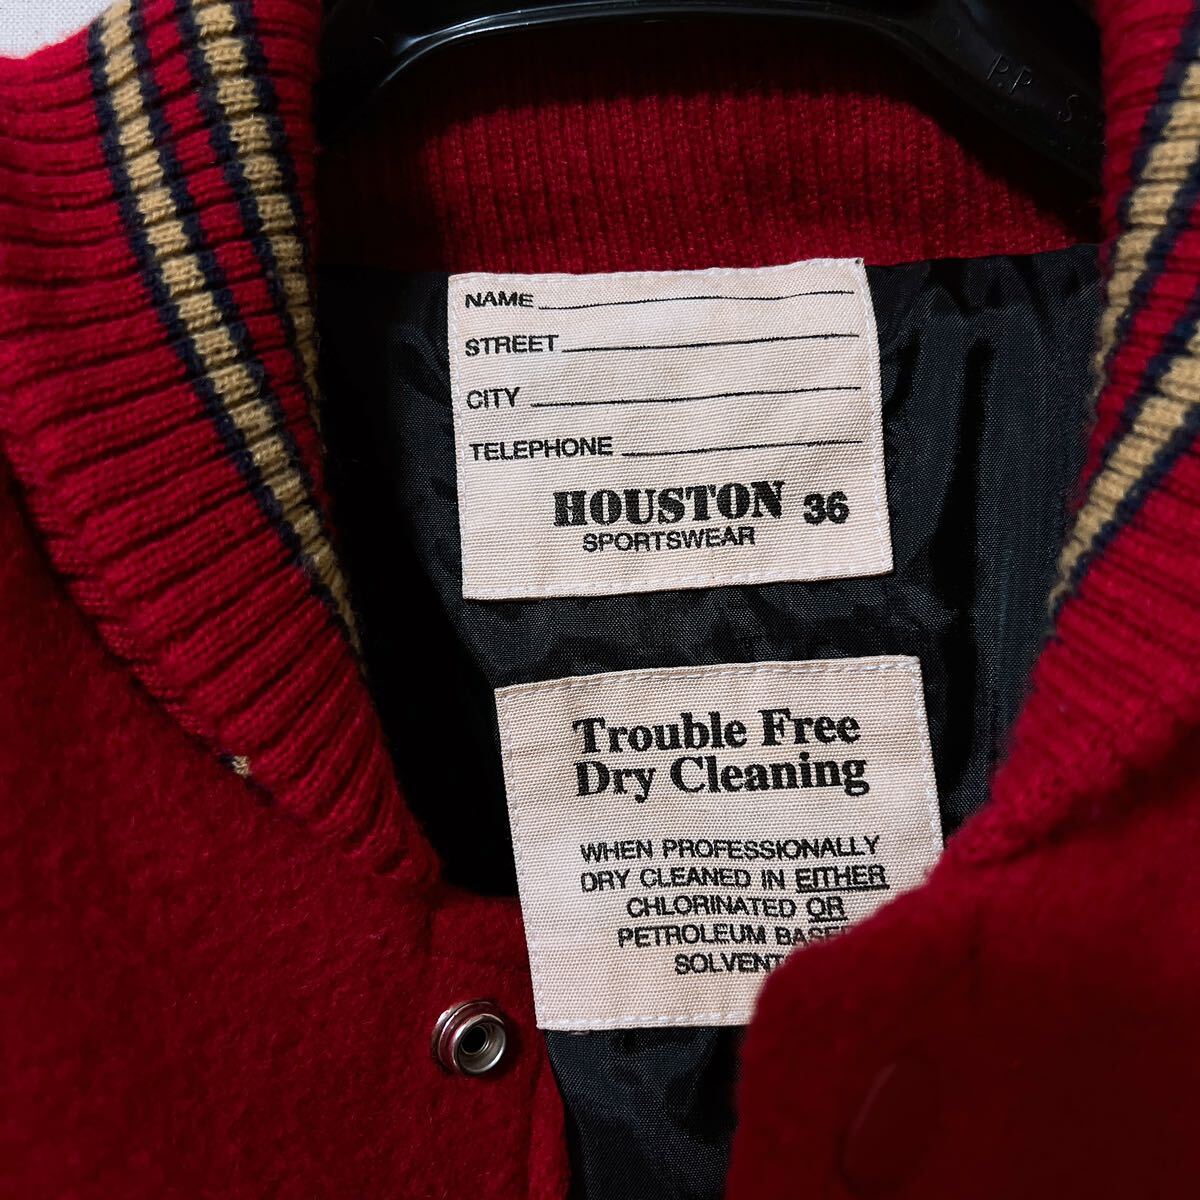 P.P S
NAME
STREET
CITY
TELEPHONE
HOUSTON 36
SPORTSWEAR
Trouble Free
Dry Cleaning
WHEN PROFESSIONALLY
DRY CLEANED IN EITHER
CHLORINATED OR
PETROLEUM BASE
SOLVENT